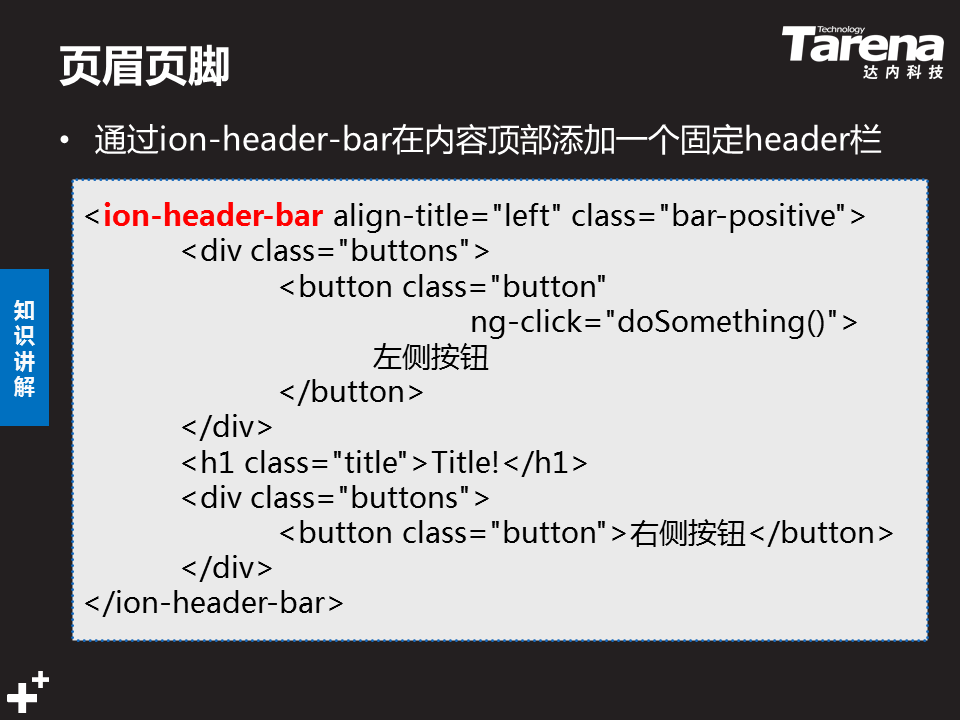 页眉页脚
Technology
Tarena
达内科技
• 通过ion-header-bar在内容顶部添加一个固定header栏
知识讲解
<ion-header-bar align-title="left" class="bar-positive">
<div class="buttons">
<button class="button"
ng-click="doSomething()">
左侧按钮
</button>
</div>
<h1 class="title">Title!</h1>
<div class="buttons">
<button class="button">右侧按钮</button>
</div>
</ion-header-bar>